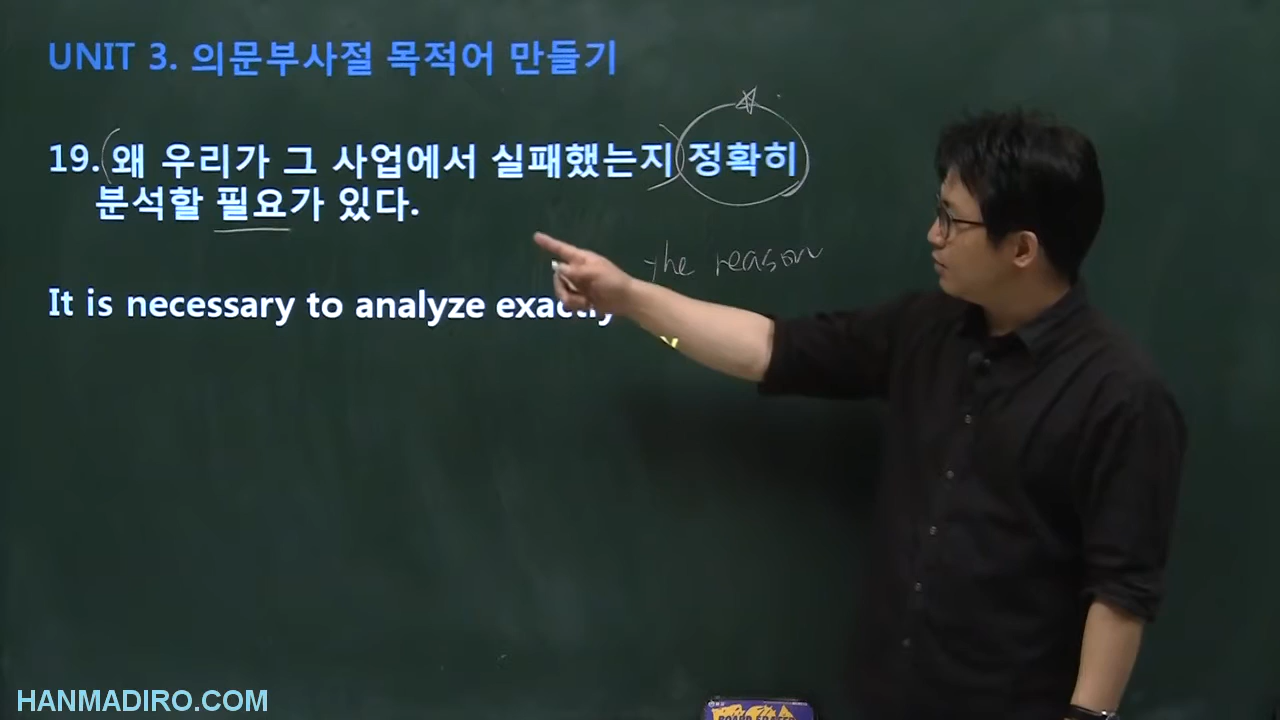 UNIT 3. 의문부사절 목적어 만들기
19. 왜 우리가 그 사업에서 실패했는지 정확히
분석할 필요가 있다.
the reason
It is necessary to analyze exactly
HANMADIRO.COM